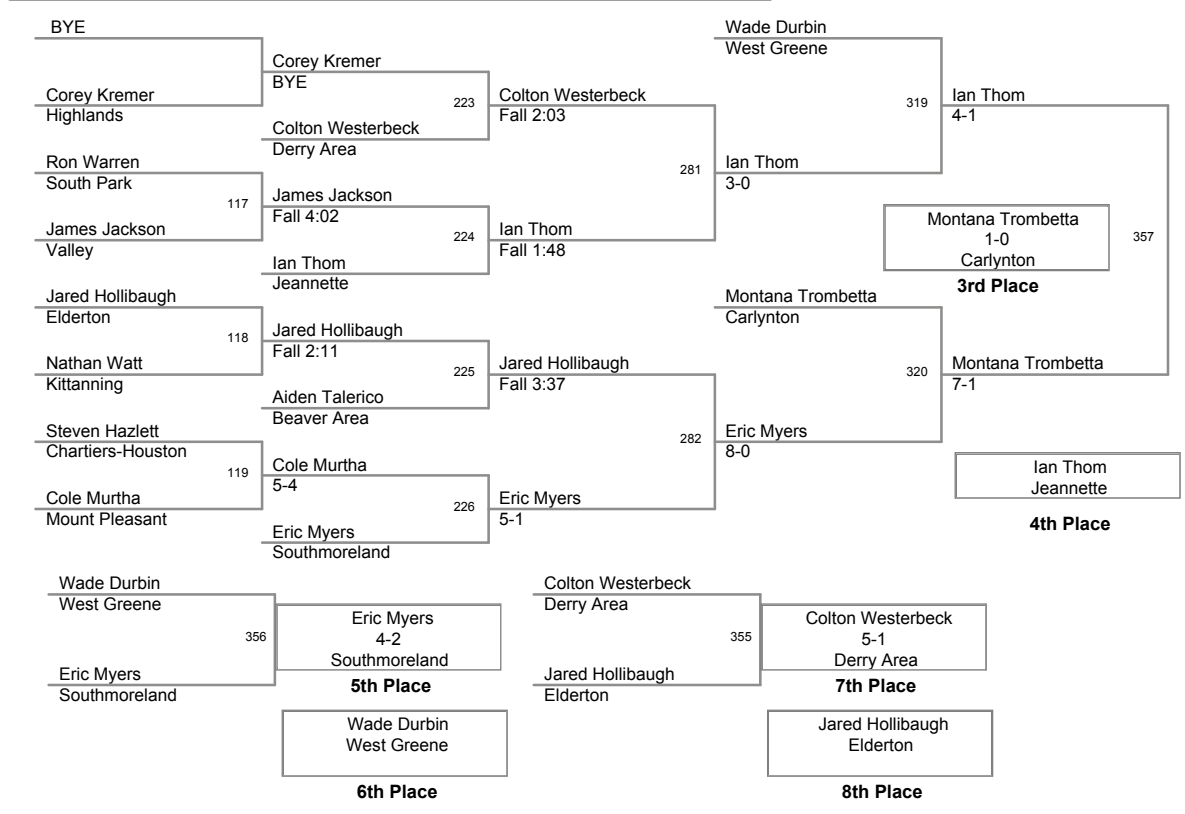 BYE
Corey Kremer
Highlands
Ron Warren
South Park
117
James Jackson
Valley
Jared Hollibaugh
Elderton
118
Nathan Watt
Kittanning
Steven Hazlett
Chartiers-Houston
119
Cole Murtha
Mount Pleasant
Corey Kremer
BYE
223
Colton Westerbeck
Derry Area
James Jackson
Fall 4:02
224
Ian Thom
Jeannette
Jared Hollibaugh
Fall 2:11
225
Aiden Talerico
Beaver Area
Cole Murtha
5-4
226
Eric Myers
Southmoreland
Colton Westerbeck
Fall 2:03
281
Ian Thom
Fall 1:48
Jared Hollibaugh
Fall 3:37
282
Eric Myers
5-1
Wade Durbin
West Greene
319
Ian Thom
3-0
Montana Trombetta
Carlynton
320
Eric Myers
8-0
Ian Thom
4-1
357
Montana Trombetta
7-1
Montana Trombetta
1-0
Carlynton
3rd Place
Ian Thom
Jeannette
4th Place
Wade Durbin
West Greene
356
Eric Myers
Southmoreland
Eric Myers
4-2
Southmoreland
5th Place
Wade Durbin
West Greene
6th Place
Colton Westerbeck
Derry Area
355
Jared Hollibaugh
Elderton
Colton Westerbeck
5-1
Derry Area
7th Place
Jared Hollibaugh
Elderton
8th Place